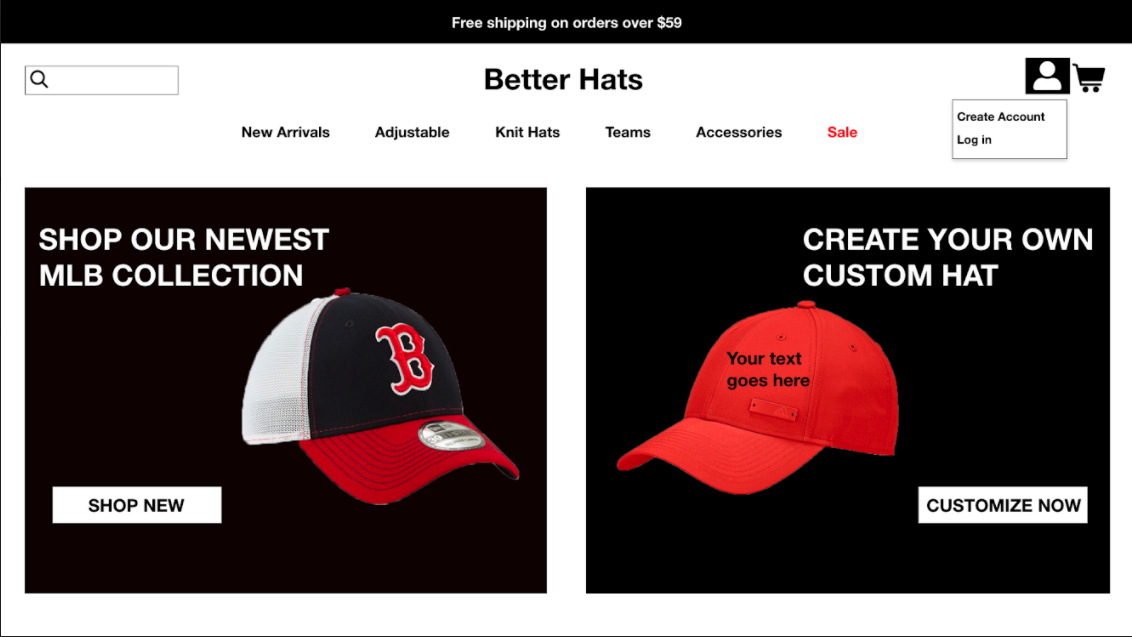 Free shipping on orders over $59
Better Hats
New Arrivals Adjustable Knit Hats Teams Accessories Sale
Create Account
Log in
SHOP OUR NEWEST
MLB COLLECTION
B
SHOP NEW
CREATE YOUR OWN
CUSTOM HAT
Your text
goes here
CUSTOMIZE NOW